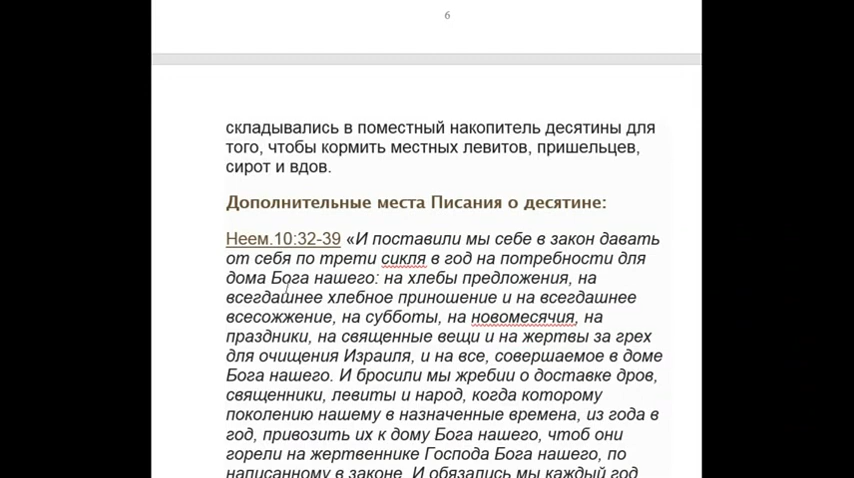 6
складывались в поместный накопитель десятины для
того, чтобы кормить местных левитов, пришельцев,
сирот и вдов.
Дополнительные места Писания о десятине:
Неем.10:32-39 «И поставили мы себе в закон давать
от себя по трети сикля в год на потребности для
дома Бога нашего: на хлебы предложения, на
всегдашнее хлебное приношение и на всегдашнее
всесожжение, на субботы, на новомесячия, на
праздники, на священные вещи и на жертвы за грех
для очищения Израиля, и на все, совершаемое в доме
Бога нашего. И бросили мы жребии о доставке дров,
священники, левиты и народ, когда которому
поколению нашему в назначенные времена, из года в
год, привозить их к дому Бога нашего, чтоб они
горели на жертвеннике Господа Бога нашего, по
написанному в законе. И обязались мы каждый год